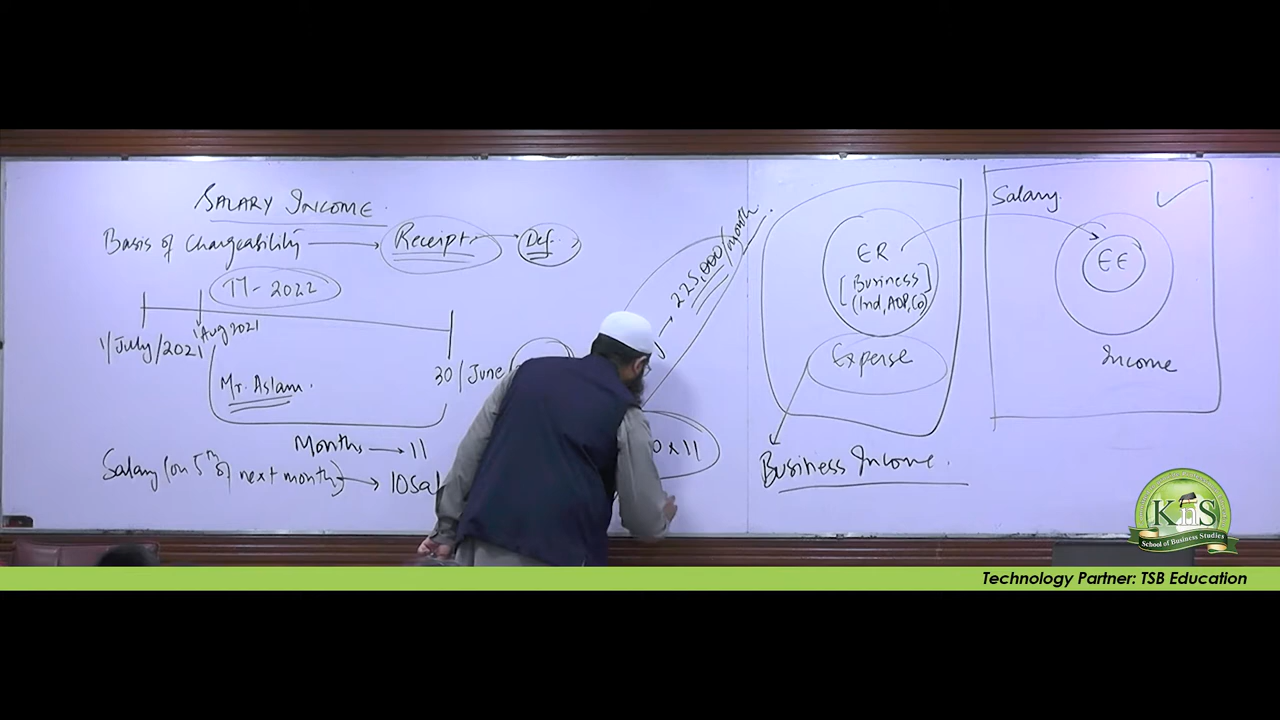 SALARY INCOME
Basis of Chargeability → Receipt → Def.
TY-2022
1/July/2021
1 Aug 2021
30/June
Mr. Aslam.
Months → 11
Salary (on 5th of next month) → 10 Sal
225,000/month
0 x 11
ER
[Business]
(Ind, AOP, Co)
Expense
Business Income.
Salary
EE
Income
KnS
School of Business Studies
Technology Partner: TSB Education